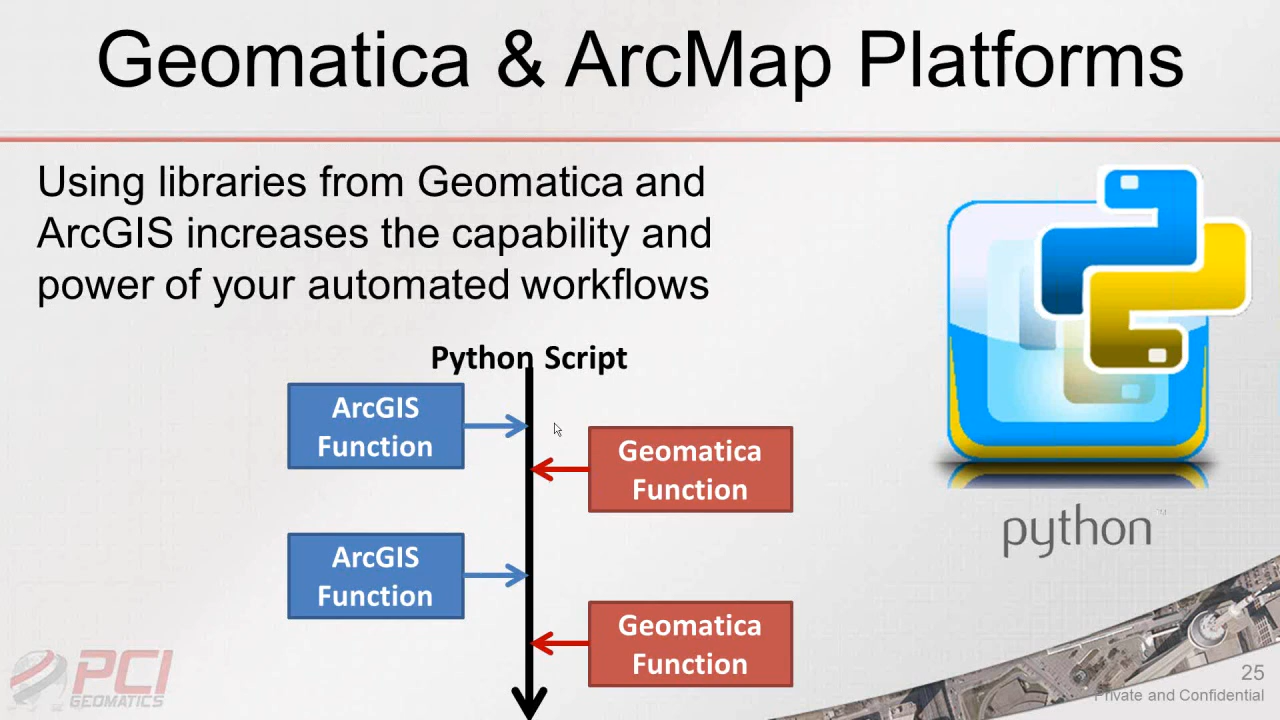 Geomatica & ArcMap Platforms
Using libraries from Geomatica and
ArcGIS increases the capability and
power of your automated workflows
Python Script
ArcGIS
Function
Geomatica
Function
ArcGIS
Function
Geomatica
Function
python™
PCI
GEOMATICS
25
Private and Confidential